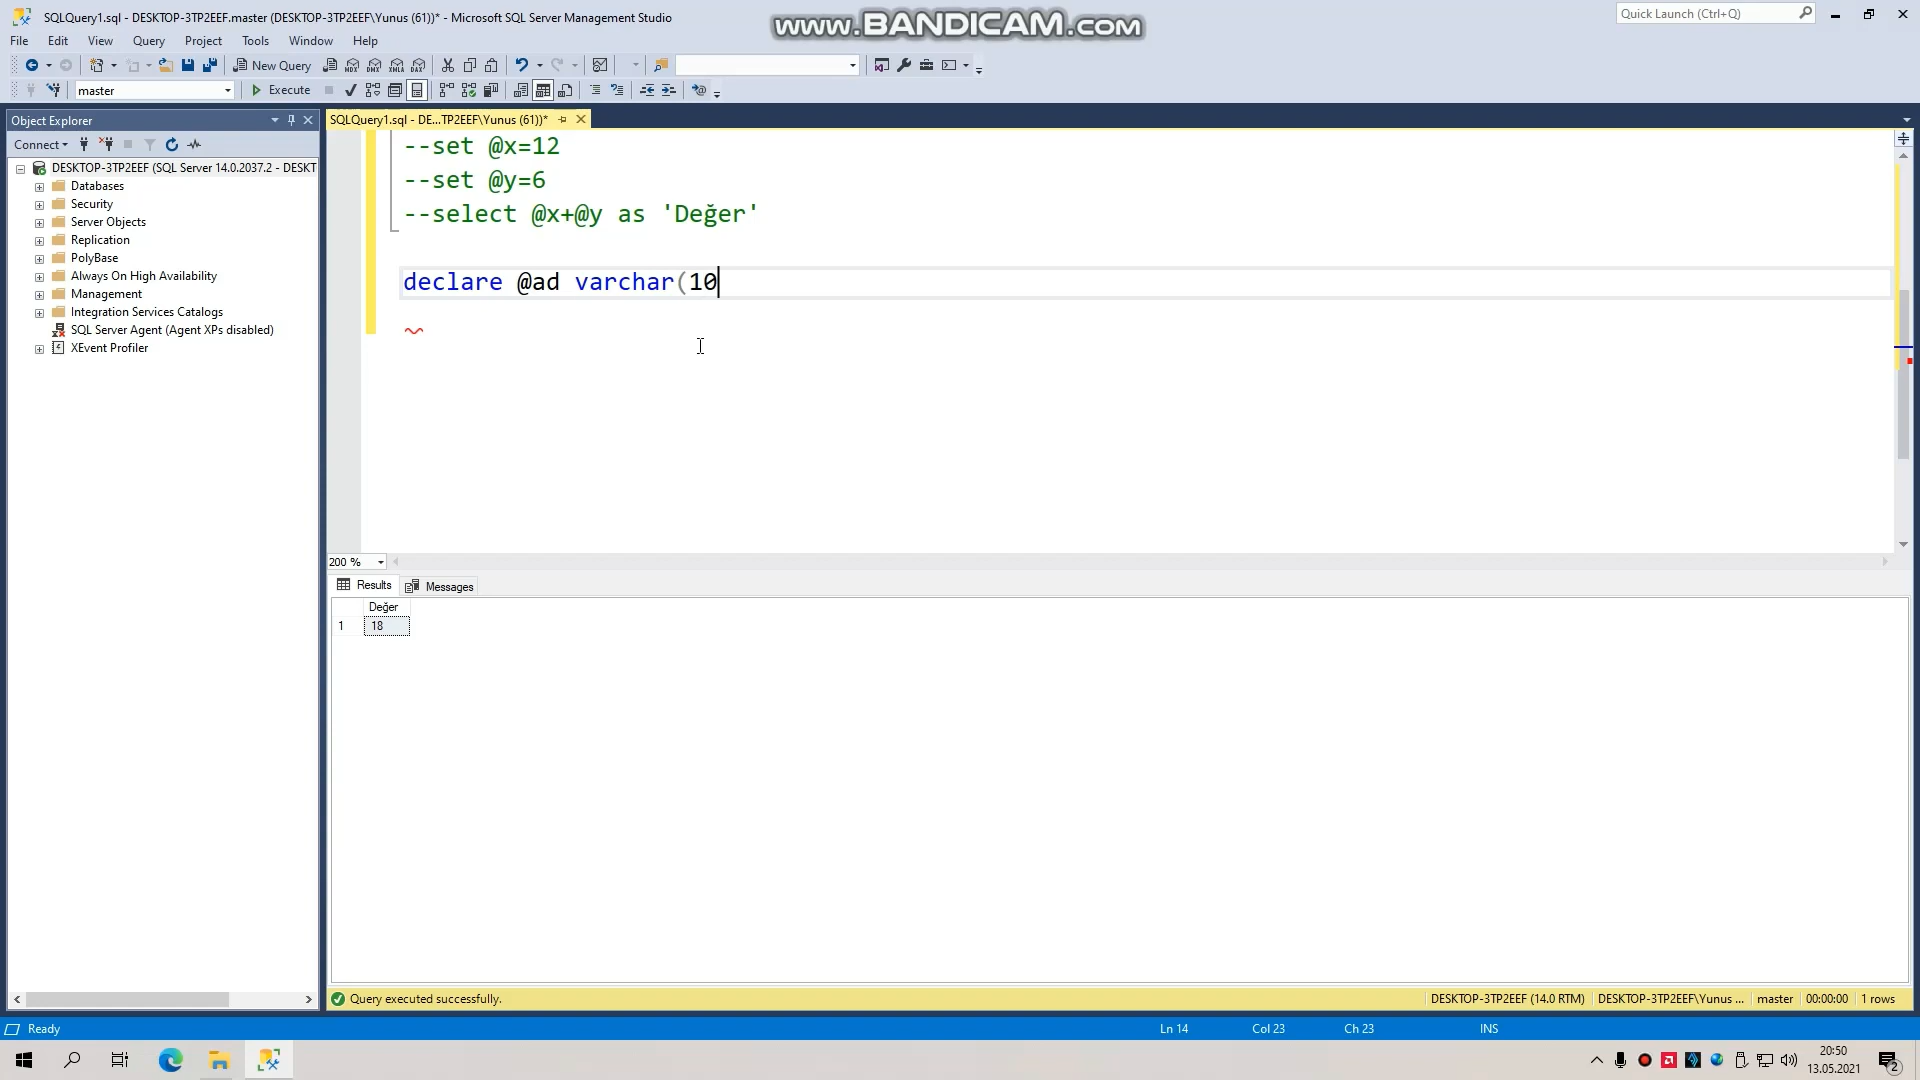 SQLQuery1.sql - DESKTOP-3TP2EEF.master (DESKTOP-3TP2EEF\Yunus (61))* - Microsoft SQL Server Management Studio
www.BANDICAM.com
Quick Launch (Ctrl+Q)
File Edit View Query Project Tools Window Help
New Query
master Execute
Object Explorer
SQLQuery1.sql - DE...TP2EEF\Yunus (61))*
Connect
DESKTOP-3TP2EEF (SQL Server 14.0.2037.2 - DESKT
Databases
Security
Server Objects
Replication
PolyBase
Always On High Availability
Management
Integration Services Catalogs
SQL Server Agent (Agent XPs disabled)
XEvent Profiler
--set @x=12
--set @y=6
--select @x+@y as 'Değer'
declare @ad varchar(10
200 %
Results Messages
Değer
1 18
Query executed successfully.
DESKTOP-3TP2EEF (14.0 RTM) DESKTOP-3TP2EEF\Yunus ... master 00:00:00 1 rows
Ready Ln 14 Col 23 Ch 23 INS
20:50
13.05.2021
2